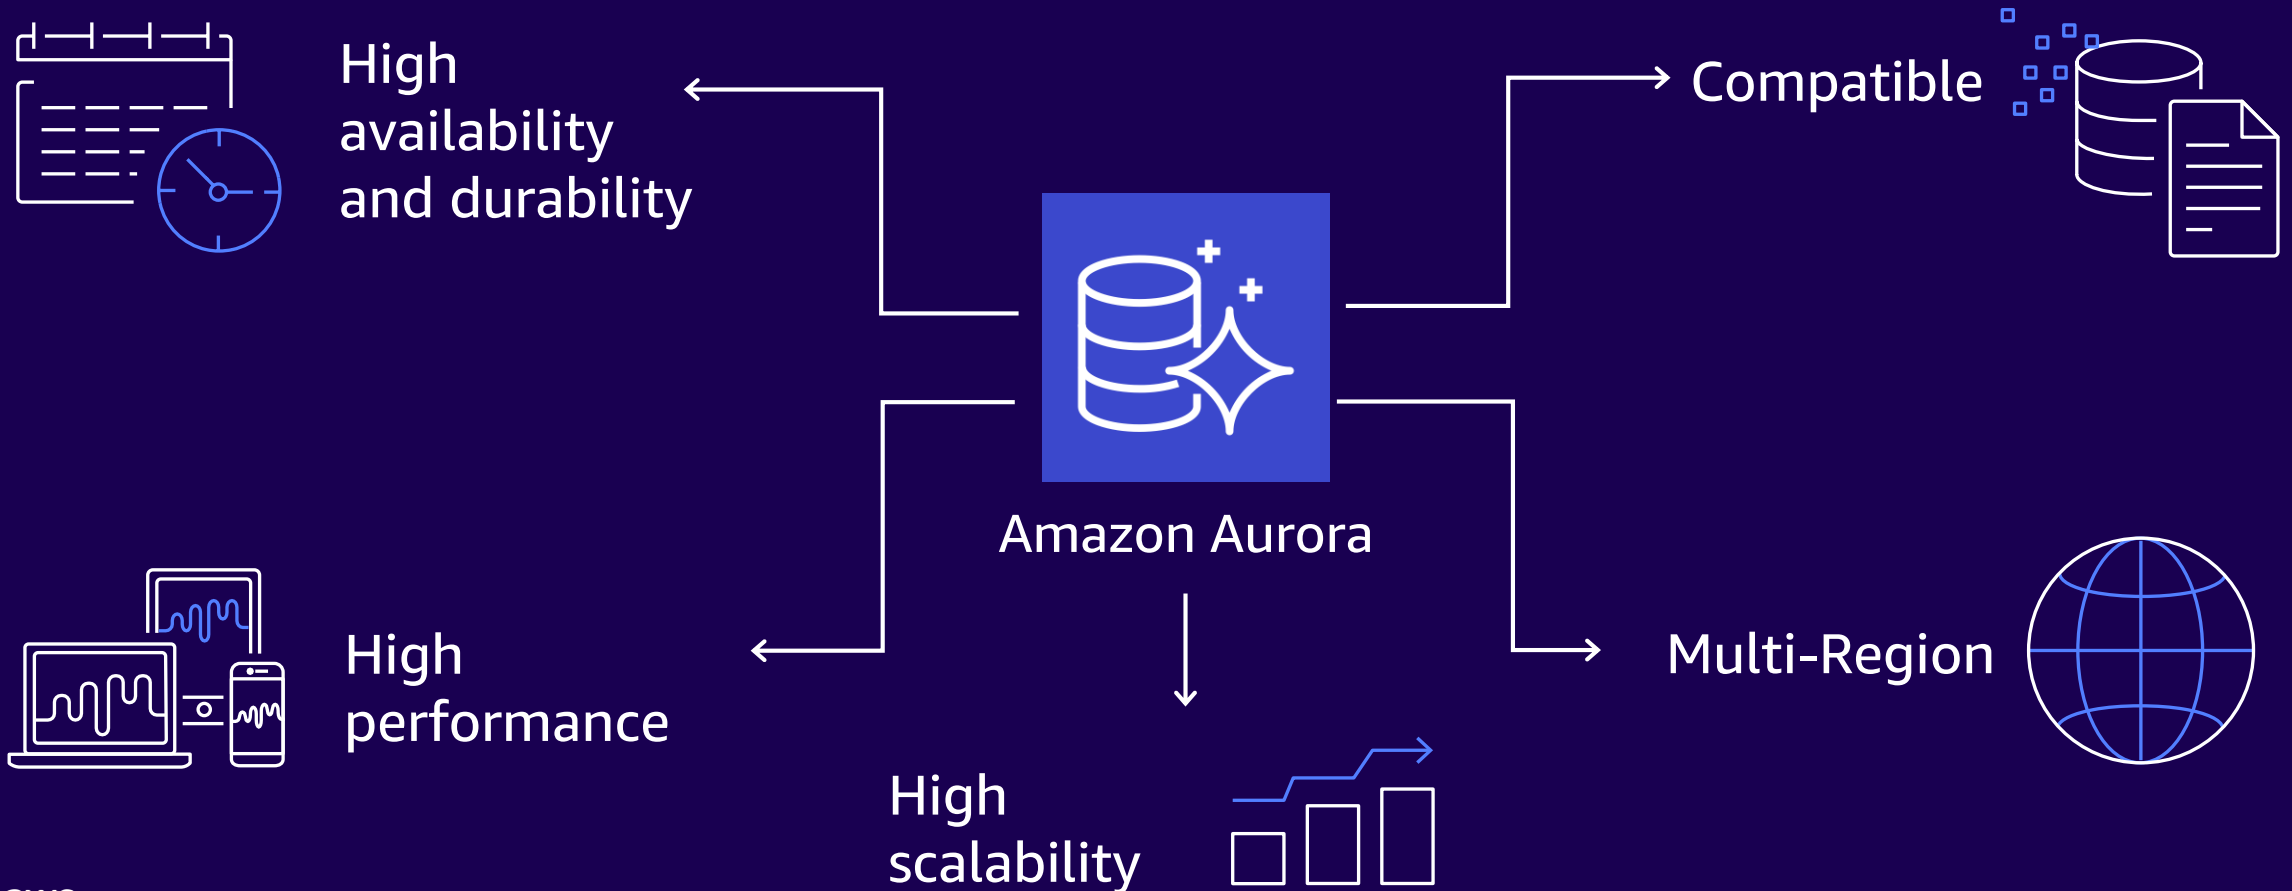 High
availability
and durability
Compatible
Amazon Aurora
High
performance
Multi-Region
High
scalability